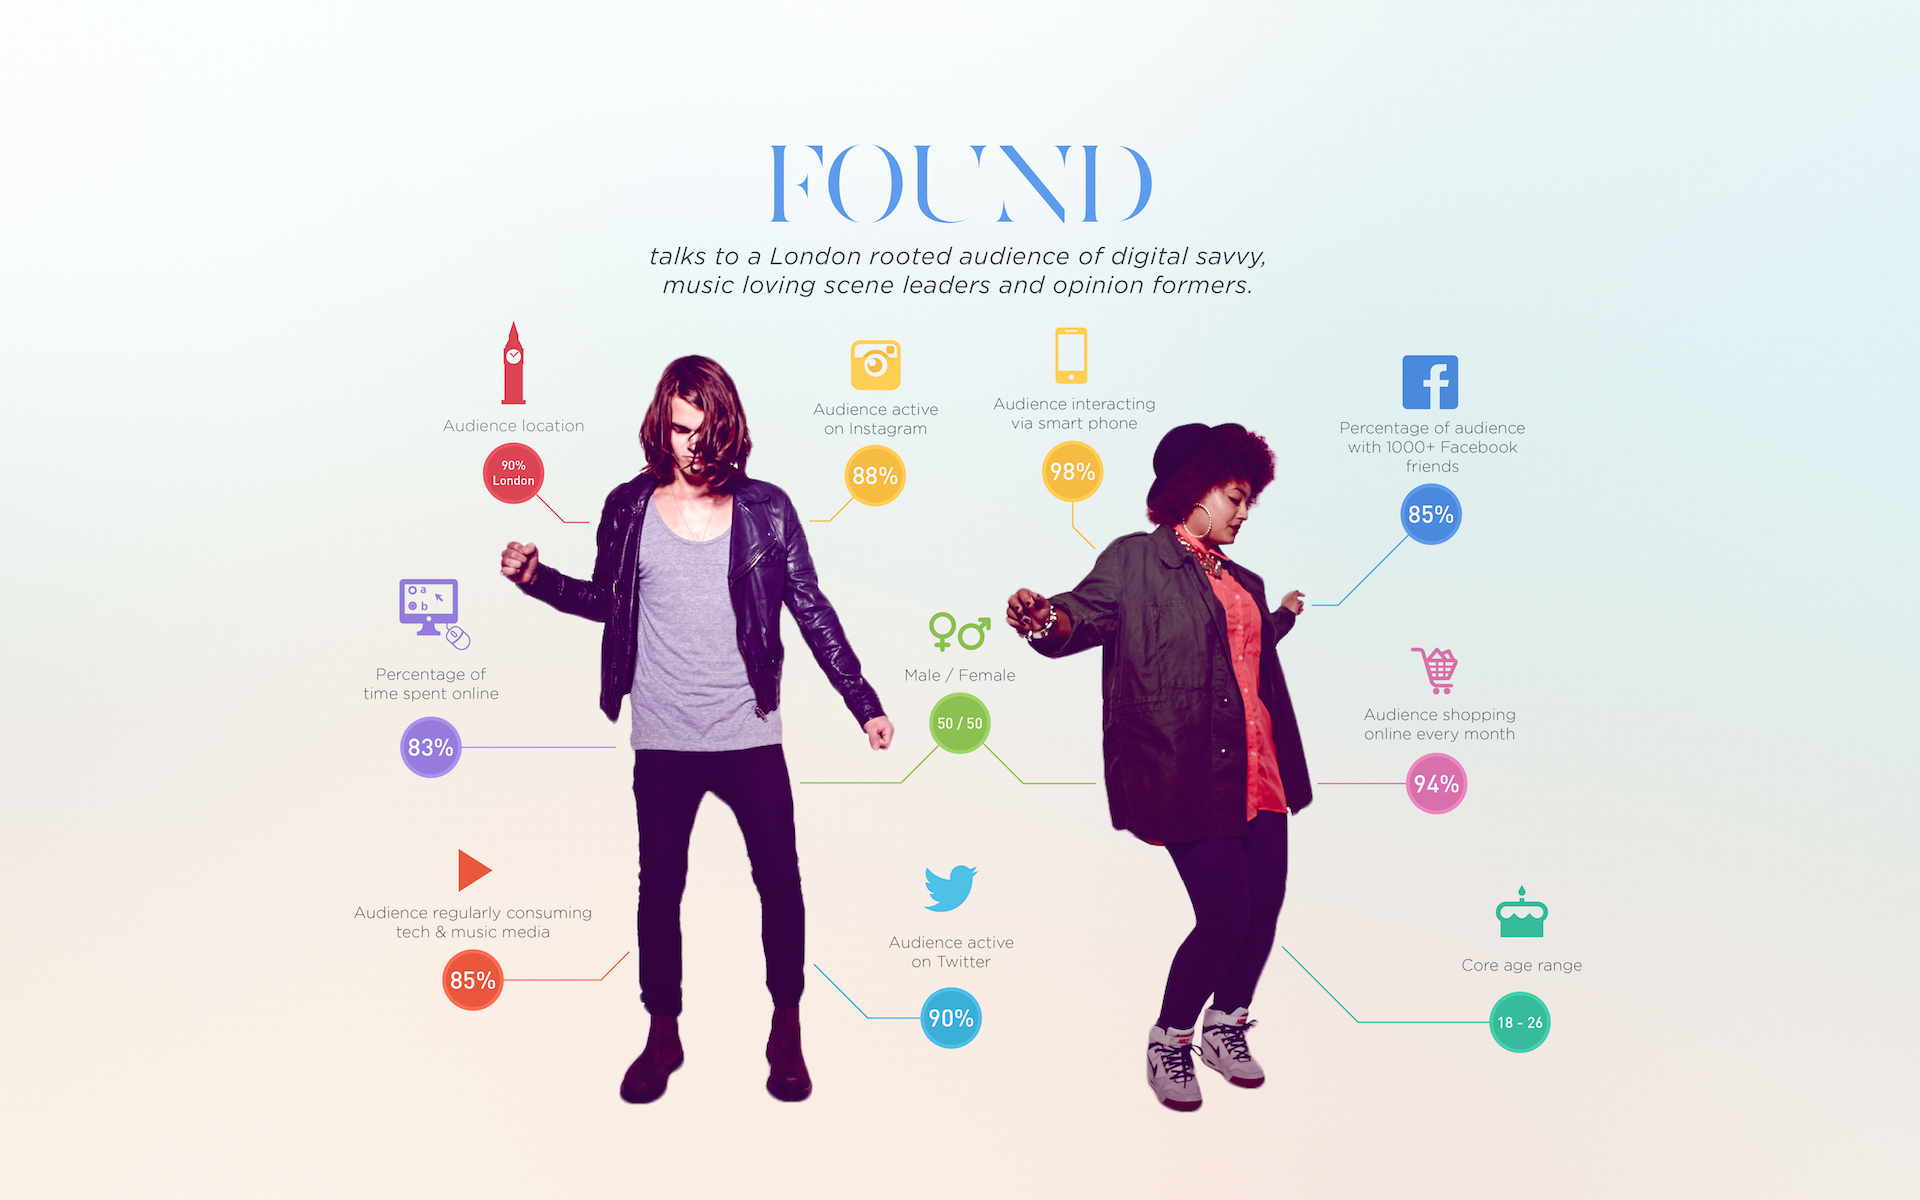 FOUND
talks to a London rooted audience of digital savvy,
music loving scene leaders and opinion formers.
Audience location
90%
London
Audience active
on Instagram
88%
Audience interacting
via smart phone
98%
Percentage of audience
with 1000+ Facebook
friends
85%
a
b
Percentage of
time spent online
83%
Male / Female
50 / 50
Audience shopping
online every month
94%
Audience regularly consuming
tech & music media
85%
Audience active
on Twitter
90%
Core age range
18 - 26